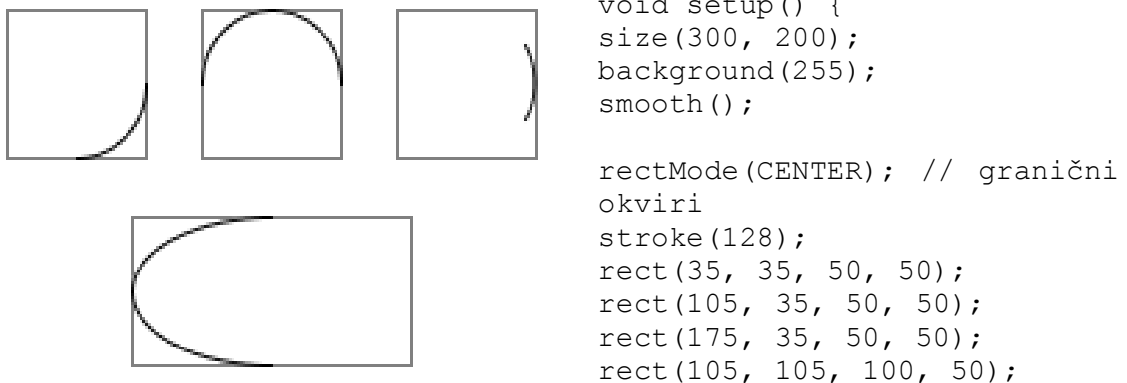 void setup() {
size(300, 200);
background(255);
smooth();
rectMode(CENTER); // granični
okviri
stroke(128);
rect(35, 35, 50, 50);
rect(105, 35, 50, 50);
rect(175, 35, 50, 50);
rect(105, 105, 100, 50);